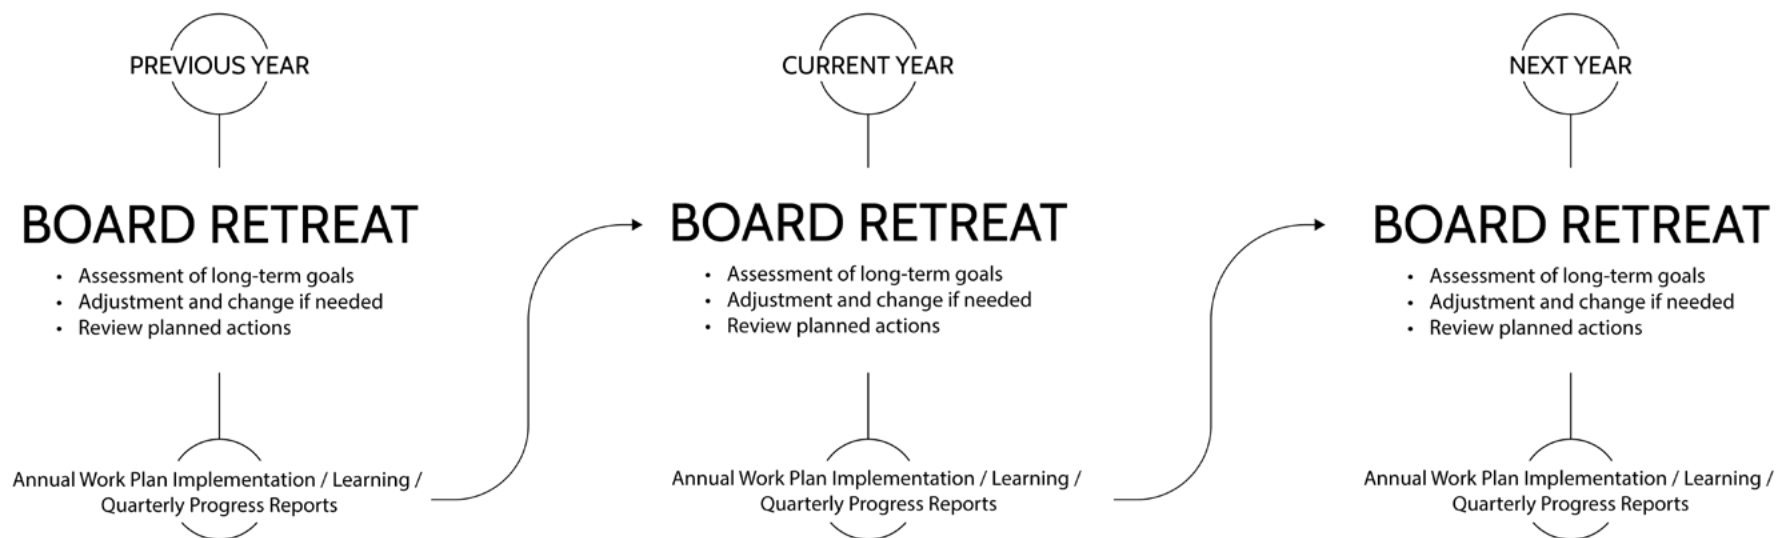 PREVIOUS YEAR
BOARD RETREAT
• Assessment of long-term goals
• Adjustment and change if needed
• Review planned actions
Annual Work Plan Implementation / Learning /
Quarterly Progress Reports
CURRENT YEAR
BOARD RETREAT
• Assessment of long-term goals
• Adjustment and change if needed
• Review planned actions
Annual Work Plan Implementation / Learning /
Quarterly Progress Reports
NEXT YEAR
BOARD RETREAT
• Assessment of long-term goals
• Adjustment and change if needed
• Review planned actions
Annual Work Plan Implementation / Learning /
Quarterly Progress Reports